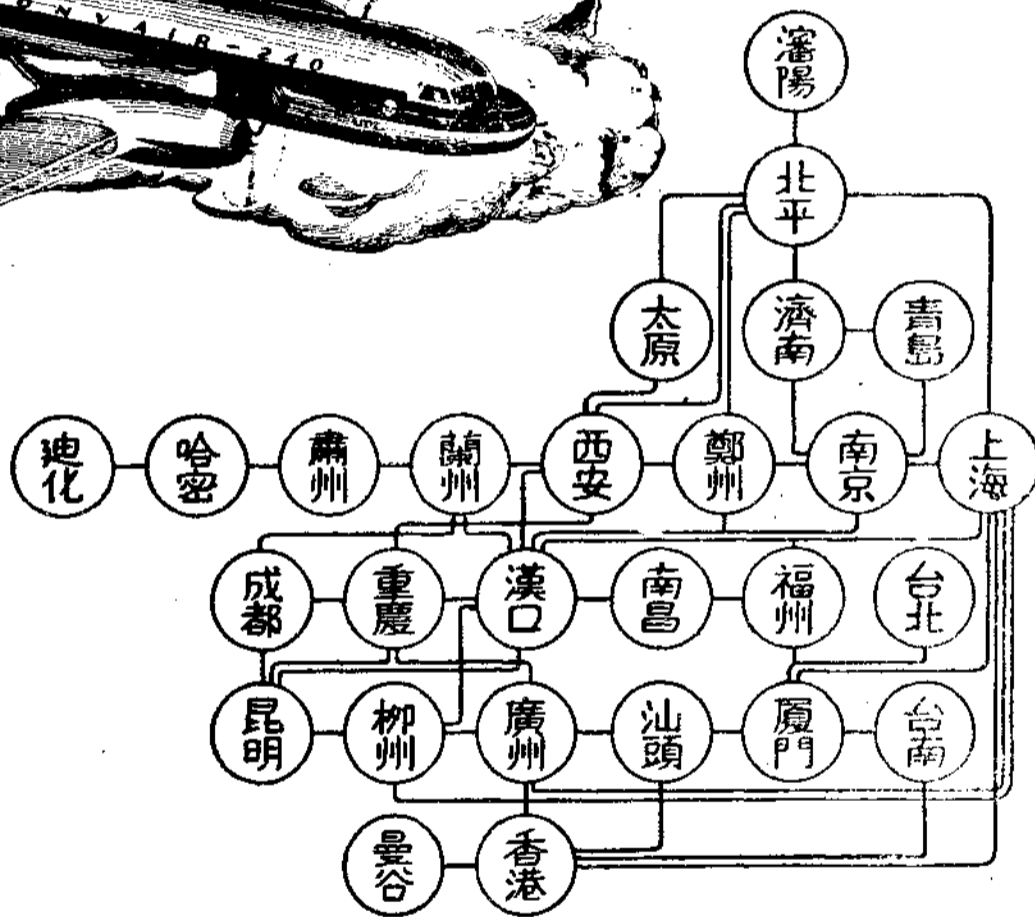 CONVAIR-240
瀋陽
北平
太原
濟南
青島
迪化
哈密
肅州
蘭州
西安
鄭州
南京
上海
成都
重慶
漢口
南昌
福州
台北
昆明
柳州
廣州
汕頭
廈門
台南
曼谷
香港